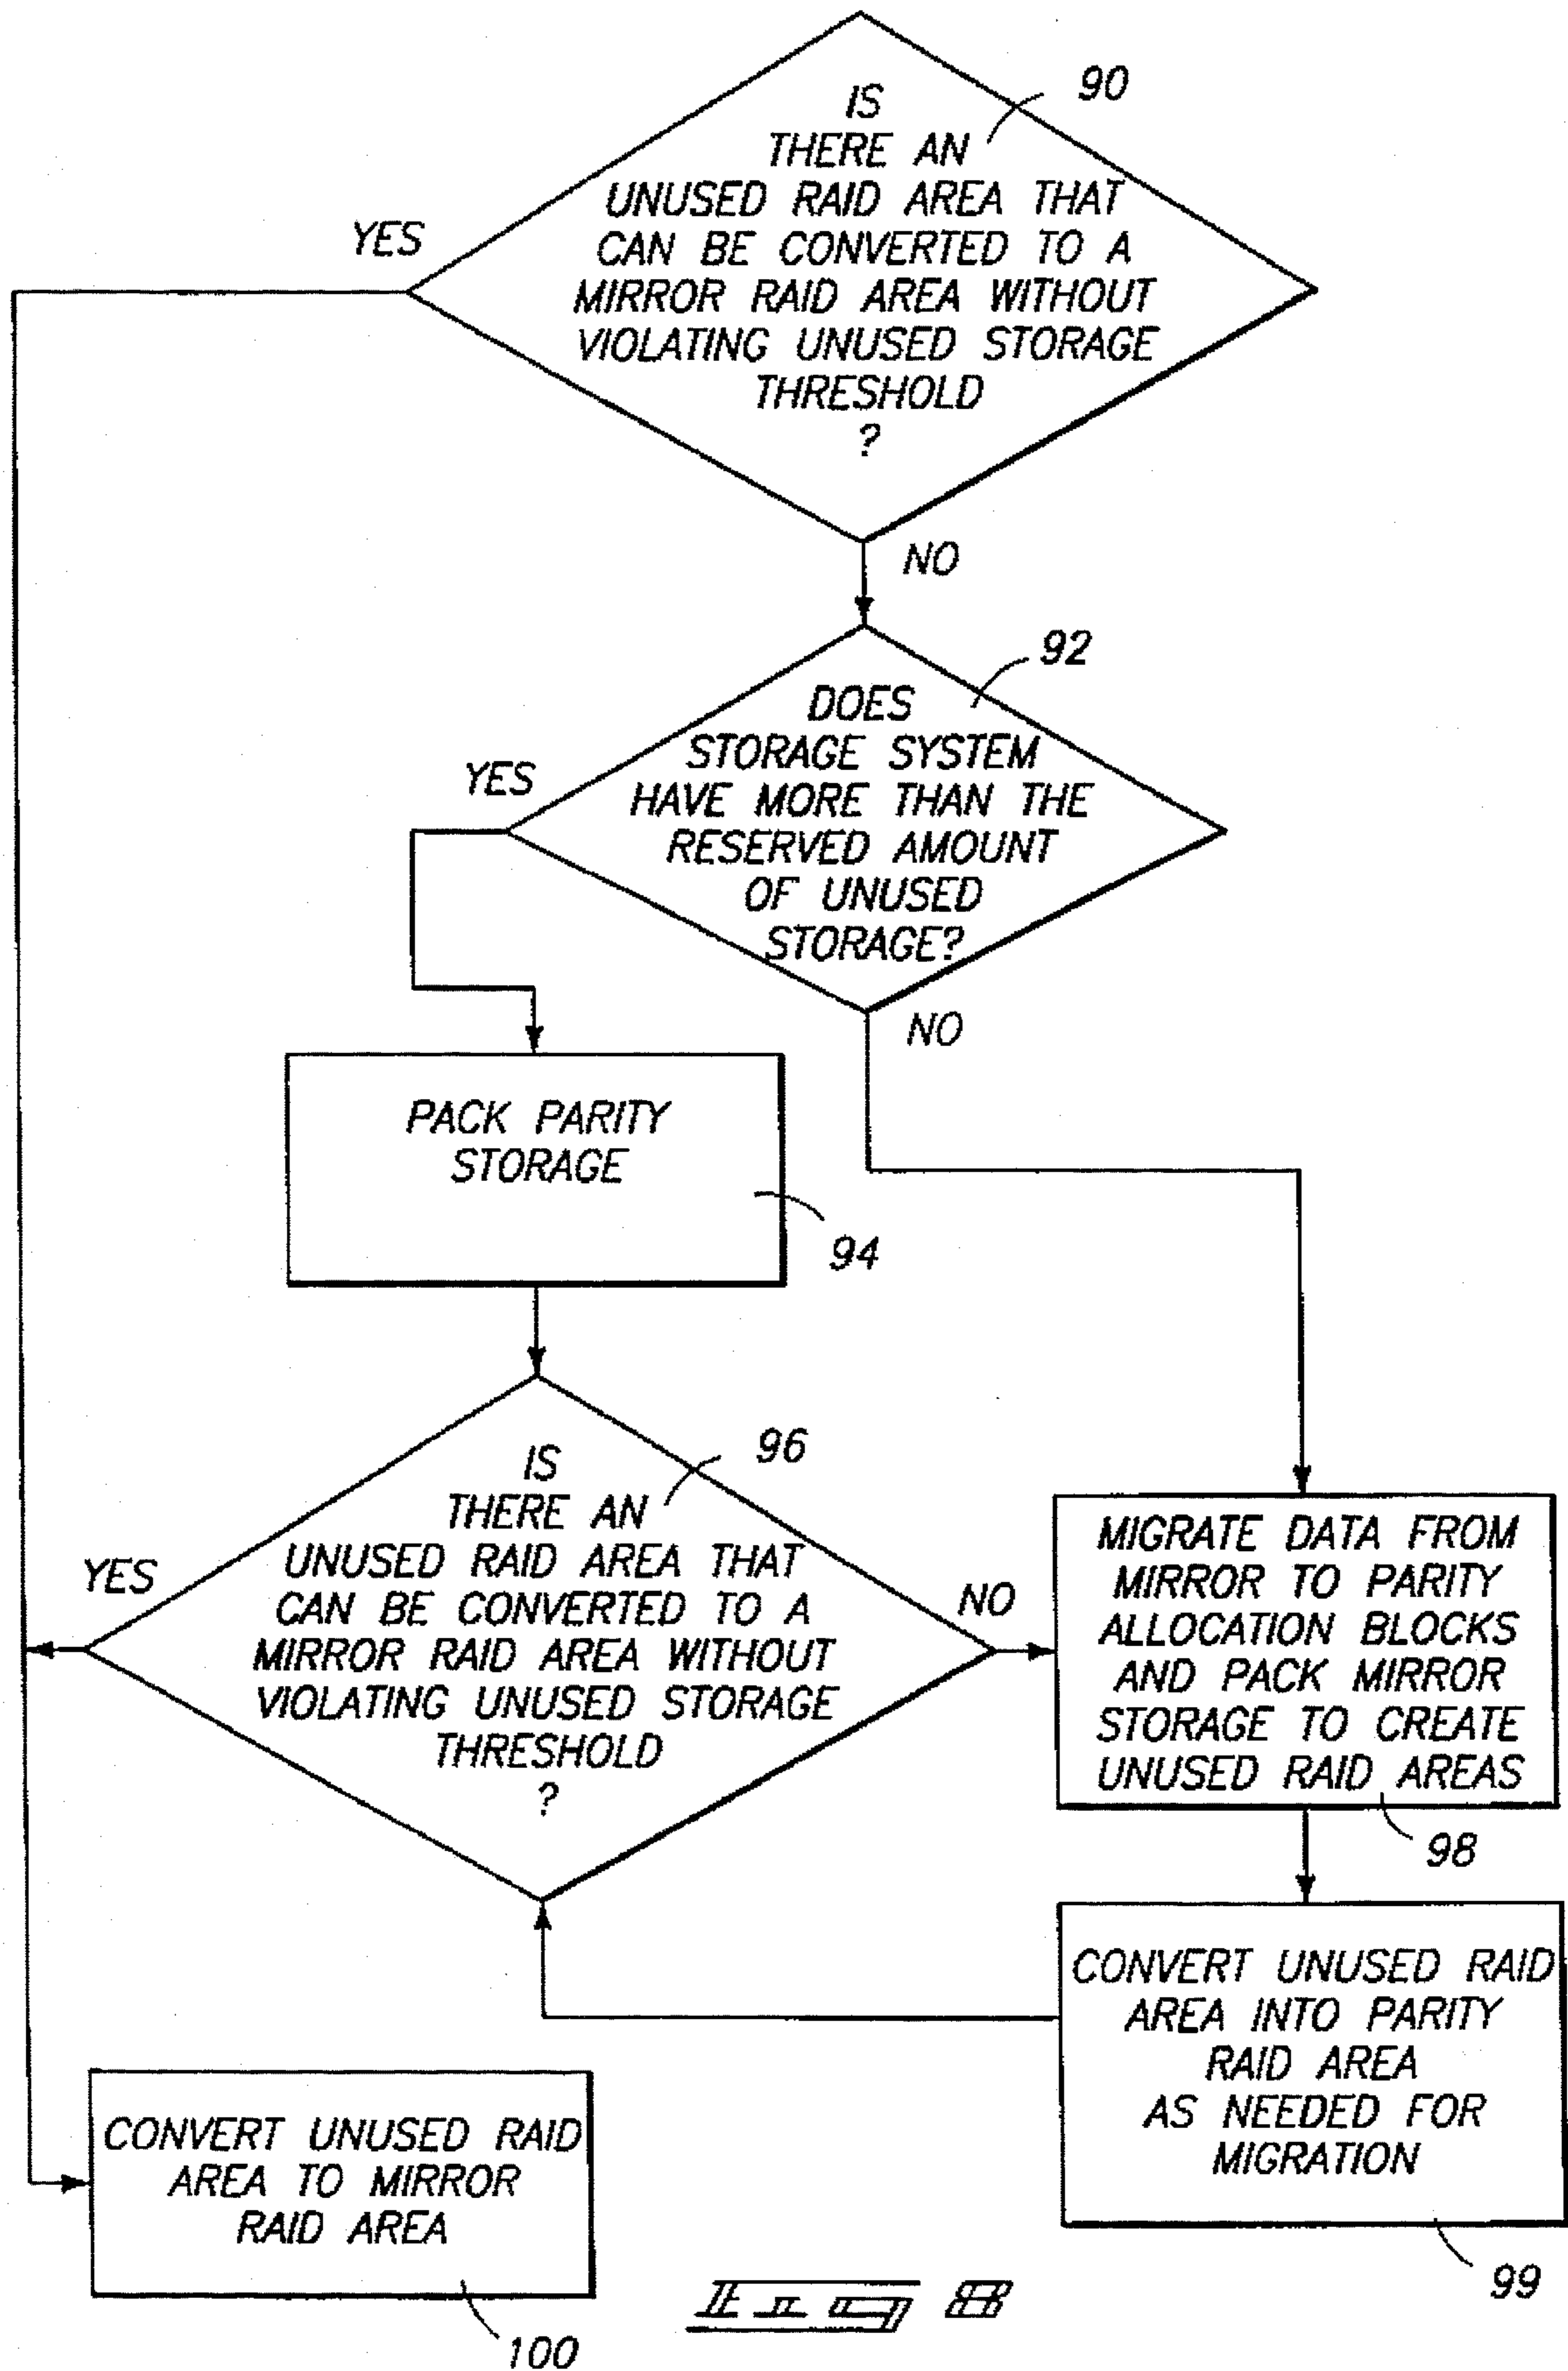 90
IS
THERE AN
UNUSED RAID AREA THAT
CAN BE CONVERTED TO A
MIRROR RAID AREA WITHOUT
VIOLATING UNUSED STORAGE
THRESHOLD
?
YES
NO
92
DOES
STORAGE SYSTEM
HAVE MORE THAN THE
RESERVED AMOUNT
OF UNUSED
STORAGE?
YES
NO
PACK PARITY
STORAGE
94
96
IS
THERE AN
UNUSED RAID AREA THAT
CAN BE CONVERTED TO A
MIRROR RAID AREA WITHOUT
VIOLATING UNUSED STORAGE
THRESHOLD
?
YES
NO
MIGRATE DATA FROM
MIRROR TO PARITY
ALLOCATION BLOCKS
AND PACK MIRROR
STORAGE TO CREATE
UNUSED RAID AREAS
98
CONVERT UNUSED RAID
AREA INTO PARITY
RAID AREA
AS NEEDED FOR
MIGRATION
99
CONVERT UNUSED RAID
AREA TO MIRROR
RAID AREA
100
FIG 8